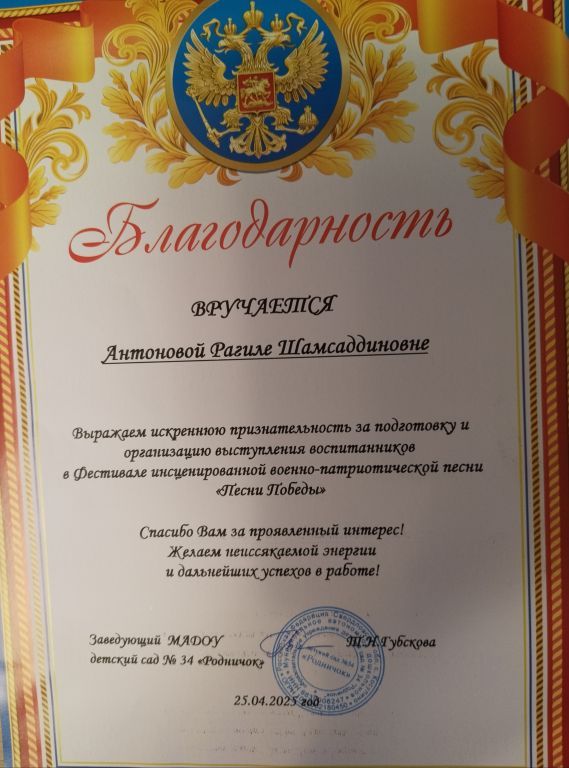 Благодарность
ВРУЧАЕТСЯ
Антоновой Рагиле Шамсаддиновне
Выражаем искреннюю признательность за подготовку и
организацию выступления воспитанников
в Фестивале инсценированной военно-патриотической песни
«Песни Победы»
Спасибо Вам за проявленный интерес!
Желаем неиссякаемой энергии
и дальнейших успехов в работе!
Заведующий МАДОУ
Т.Н.Губскова
детский сад № 34 «Родничок»
«Родничок»
25.04.2025 год